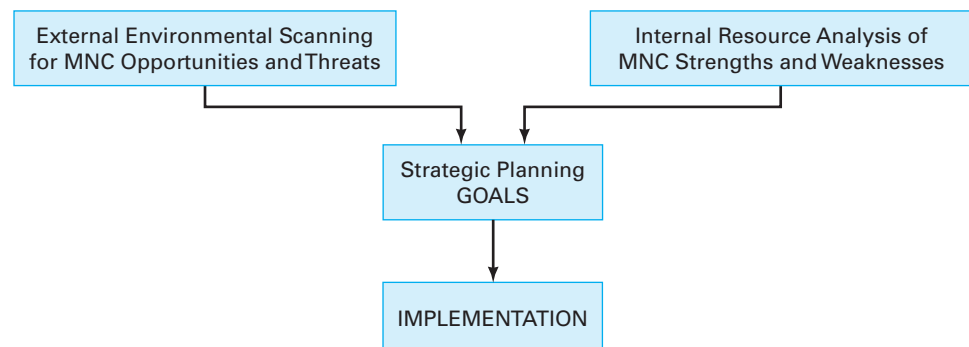 External Environmental Scanning
for MNC Opportunities and Threats
Internal Resource Analysis of
MNC Strengths and Weaknesses
Strategic Planning
GOALS
IMPLEMENTATION